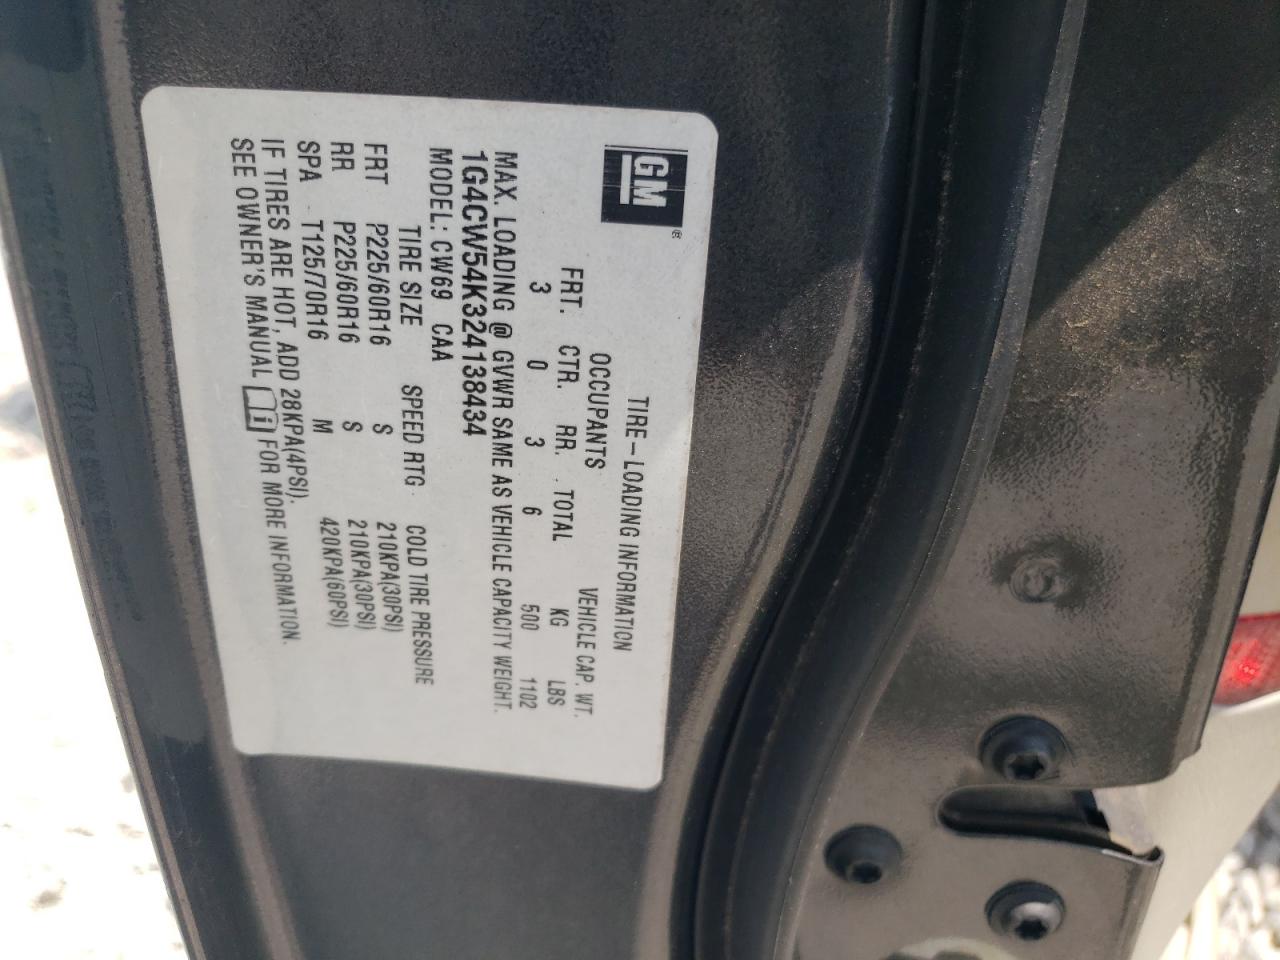 GM®
TIRE-LOADING INFORMATION
OCCUPANTS VEHICLE CAP. WT.
FRT. CTR. RR. TOTAL KG LBS
3 0 3 6 500 1102
MAX. LOADING @ GVWR SAME AS VEHICLE CAPACITY WEIGHT.
1G4CW54K324138434
MODEL: CW69 CAA
TIRE SIZE SPEED RTG COLD TIRE PRESSURE
FRT P225/60R16 S 210KPA(30PSI)
RR P225/60R16 S 210KPA(30PSI)
SPA T125/70R16 M 420KPA(60PSI)
IF TIRES ARE HOT, ADD 28KPA(4PSI).
SEE OWNER'S MANUAL i FOR MORE INFORMATION.